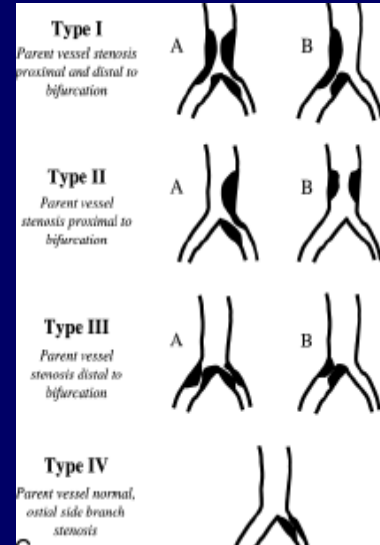 Type I
Parent vessel stenosis
proximal and distal to
bifurcation
A
B
Type II
Parent vessel
stenosis proximal to
bifurcation
A
B
Type III
Parent vessel
stenosis distal to
bifurcation
A
B
Type IV
Parent vessel normal,
ostial side branch
stenosis